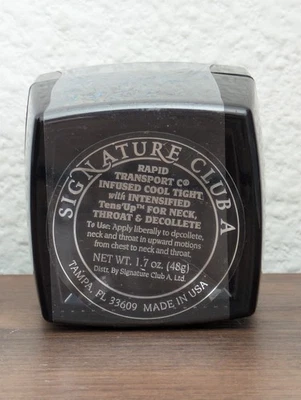 SIGNATURE CLUB A
RAPID
TRANSPORT C®
INFUSED COOL TIGHT
with INTENSIFIED
Tens'Up™ FOR NECK,
THROAT & DECOLLETE
To Use: Apply liberally to decollete,
neck and throat in upward motions
from chest to neck and throat.
NET WT. 1.7 oz. (48g)
Distr. By Signature Club A. Ltd.
TAMPA, FL 33609 MADE IN USA